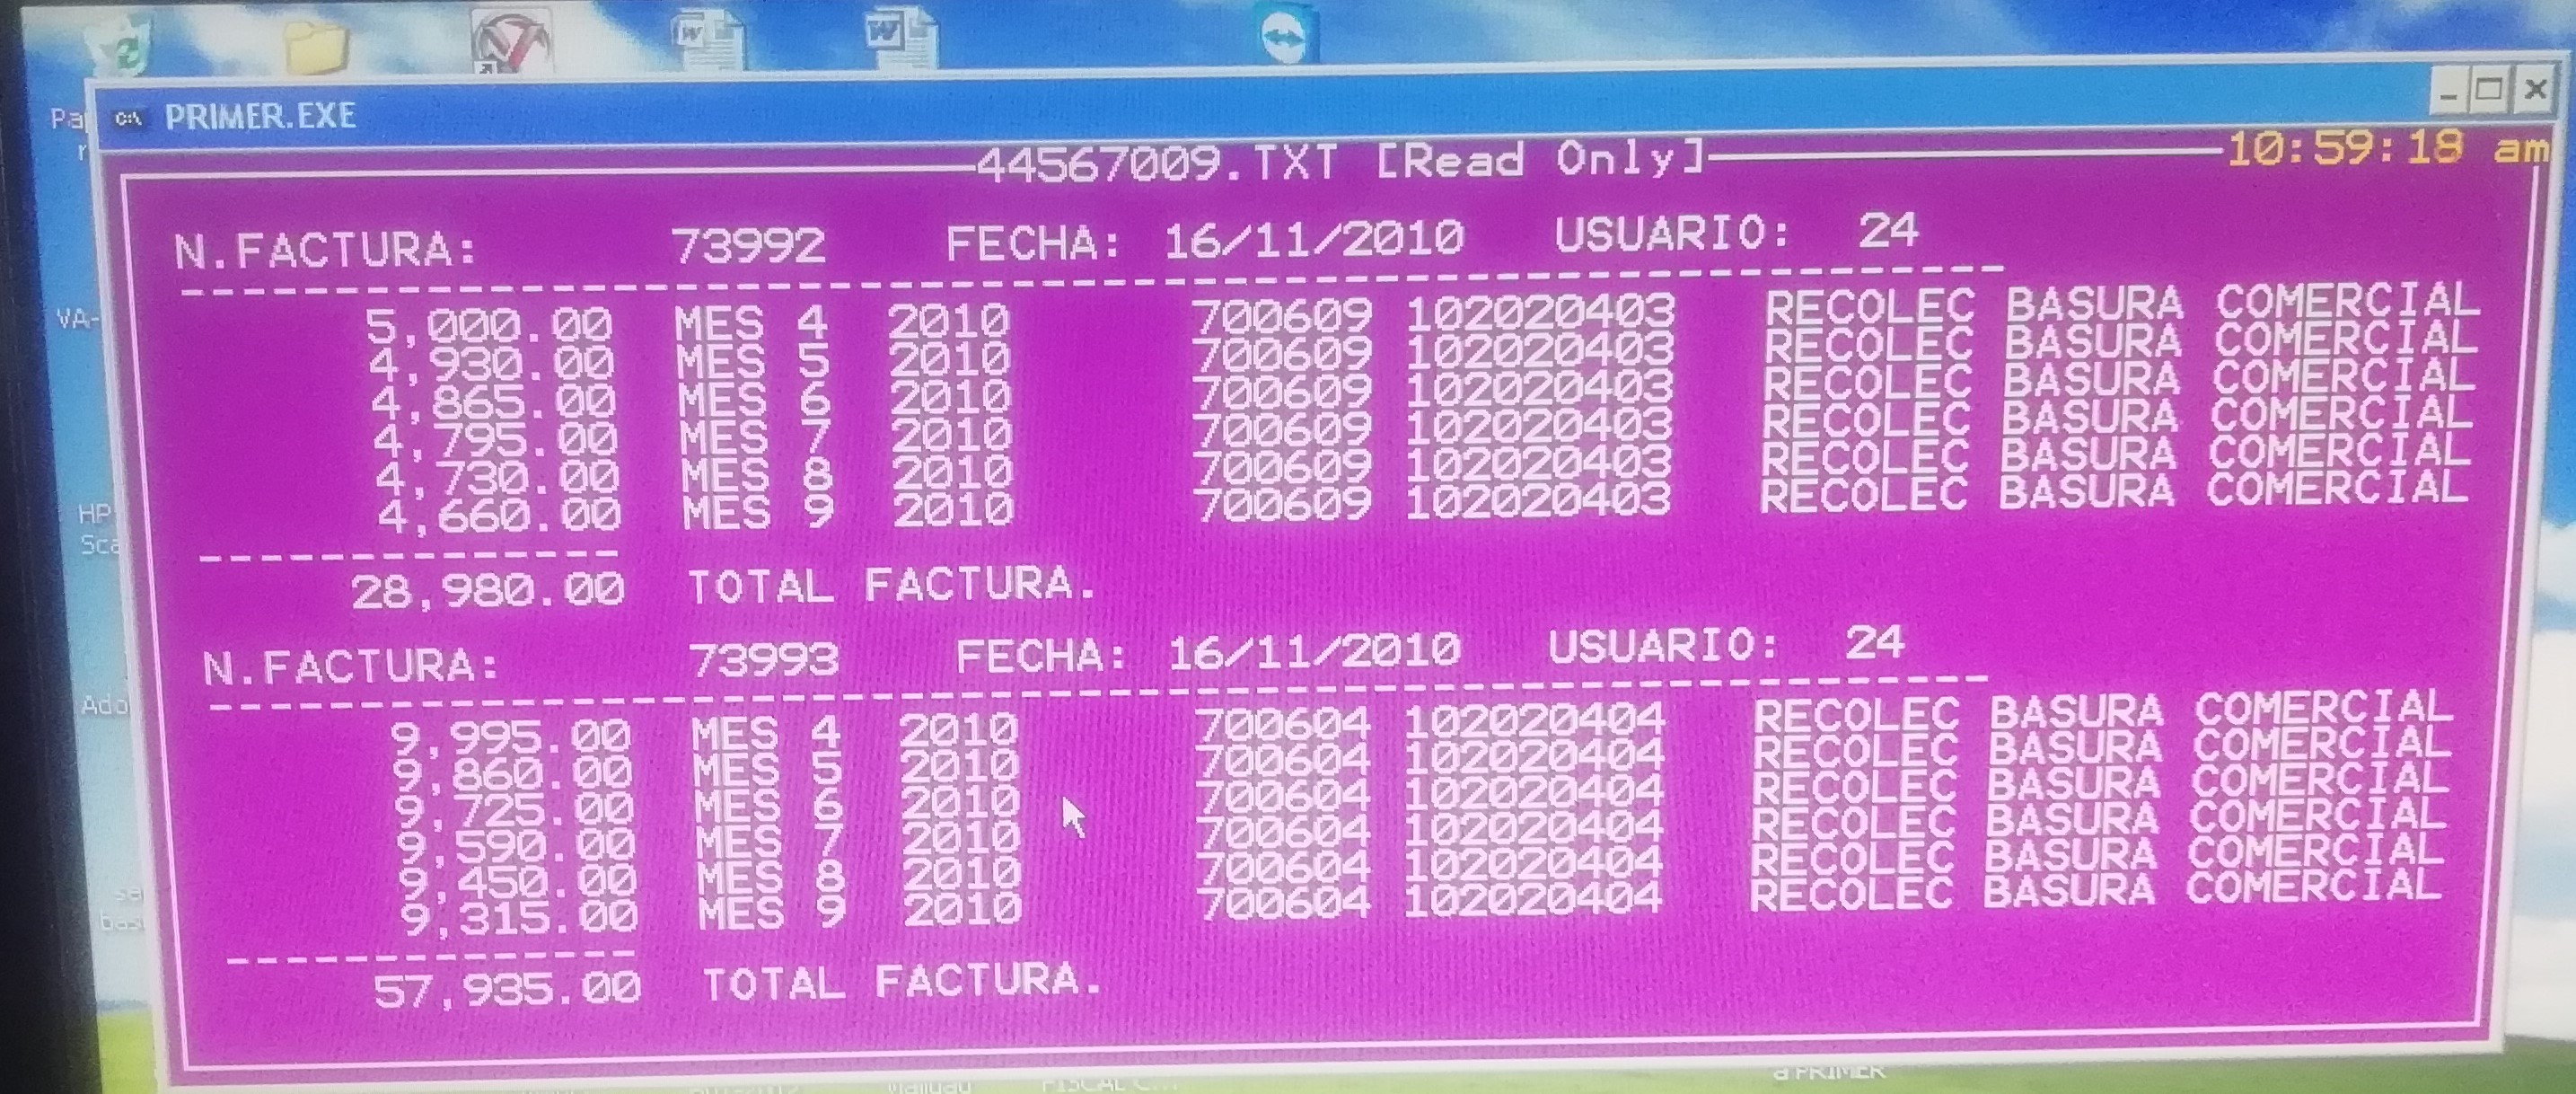 PRIMER.EXE
44567009.TXT [Read Only] 10:59:18 am
N.FACTURA: 73992 FECHA: 16/11/2010 USUARIO: 24
5,000.00 MES 4 2010 700609 102020403 RECOLEC BASURA COMERCIAL
4,930.00 MES 5 2010 700609 102020403 RECOLEC BASURA COMERCIAL
4,865.00 MES 6 2010 700609 102020403 RECOLEC BASURA COMERCIAL
4,795.00 MES 7 2010 700609 102020403 RECOLEC BASURA COMERCIAL
4,730.00 MES 8 2010 700609 102020403 RECOLEC BASURA COMERCIAL
4,660.00 MES 9 2010 700609 102020403 RECOLEC BASURA COMERCIAL
28,980.00 TOTAL FACTURA.
N.FACTURA: 73993 FECHA: 16/11/2010 USUARIO: 24
9,995.00 MES 4 2010 700604 102020404 RECOLEC BASURA COMERCIAL
9,860.00 MES 5 2010 700604 102020404 RECOLEC BASURA COMERCIAL
9,725.00 MES 6 2010 700604 102020404 RECOLEC BASURA COMERCIAL
9,590.00 MES 7 2010 700604 102020404 RECOLEC BASURA COMERCIAL
9,450.00 MES 8 2010 700604 102020404 RECOLEC BASURA COMERCIAL
9,315.00 MES 9 2010 700604 102020404 RECOLEC BASURA COMERCIAL
57,935.00 TOTAL FACTURA.
VA-
HP
a PRIMER